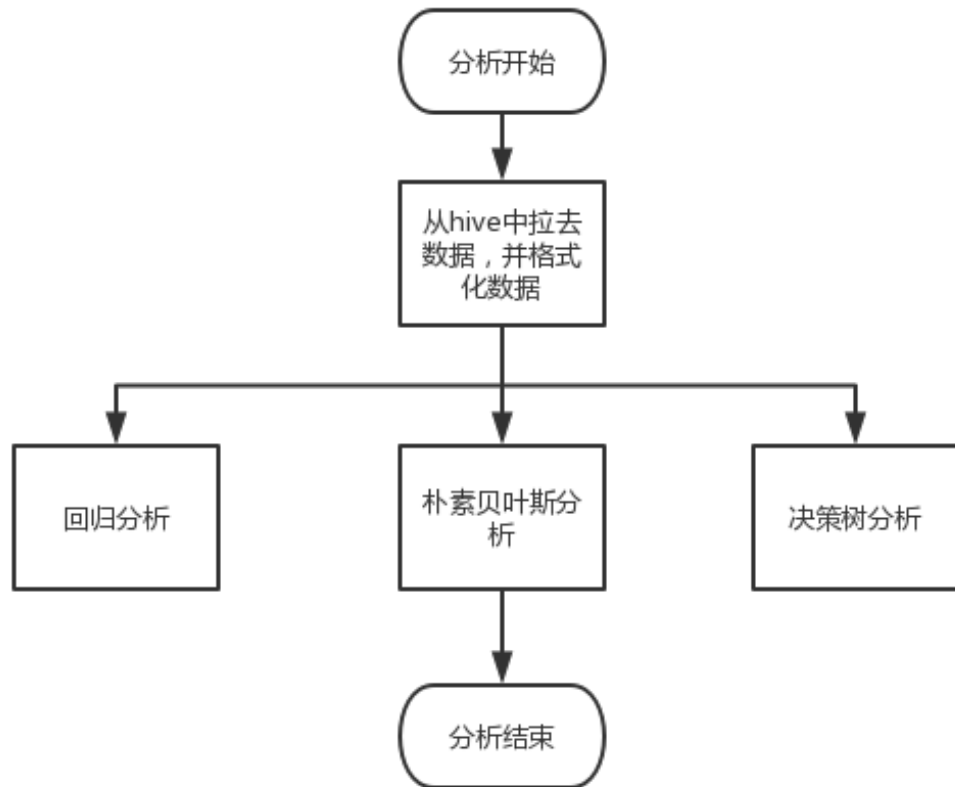 分析开始
从hive中拉去
数据，并格式
化数据
回归分析
朴素贝叶斯分
析
决策树分析
分析结束